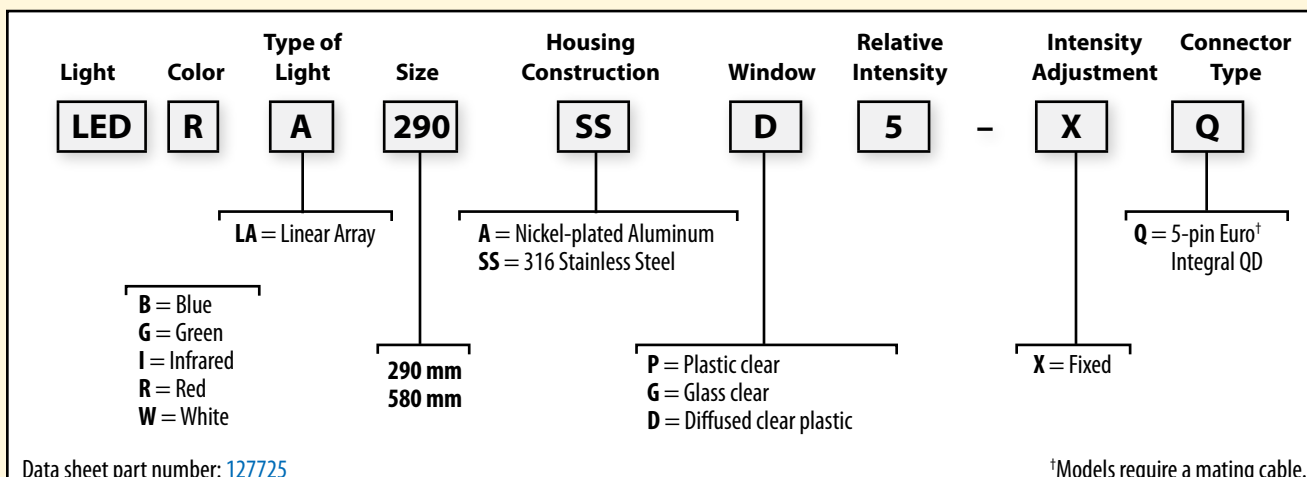 Light Color Type of Light Size Housing Construction Window Relative Intensity Intensity Adjustment Connector Type
LED R A 290 SS D 5 – X Q
LA = Linear Array
A = Nickel-plated Aluminum
SS = 316 Stainless Steel
Q = 5-pin Euro†
Integral QD
B = Blue
G = Green
I = Infrared
R = Red
W = White
290 mm
580 mm
P = Plastic clear
G = Glass clear
D = Diffused clear plastic
X = Fixed
Data sheet part number: 127725
†Models require a mating cable.